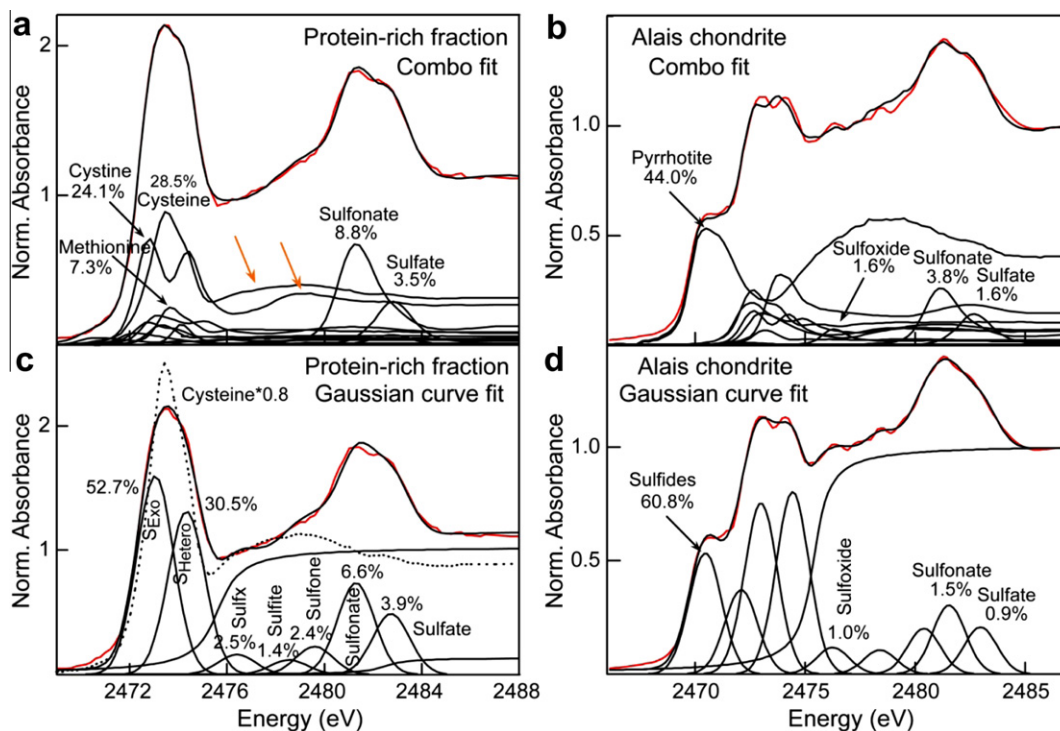 a
Protein-rich fraction
Combo fit
2
1
Norm. Absorbance
Cystine
24.1%
28.5%
Cysteine
Methionine
7.3%
Sulfonate
8.8%
Sulfate
3.5%
b
Alais chondrite
Combo fit
1.0
0.5
Norm. Absorbance
Pyrrhotite
44.0%
Sulfoxide
1.6%
Sulfonate
3.8%
Sulfate
1.6%
c
Protein-rich fraction
Gaussian curve fit
2
1
Norm. Absorbance
Cysteine*0.8
52.7%
30.5%
SExo
SHetero
Sulfx
2.5%
Sulfite
1.4%
Sulfone
2.4%
Sulfonate
6.6%
3.9%
Sulfate
2472
2476
2480
2484
2488
Energy (eV)
d
Alais chondrite
Gaussian curve fit
1.0
0.5
Norm. Absorbance
Sulfides
60.8%
Sulfoxide
1.0%
Sulfonate
1.5%
Sulfate
0.9%
2470
2475
2480
2485
Energy (eV)